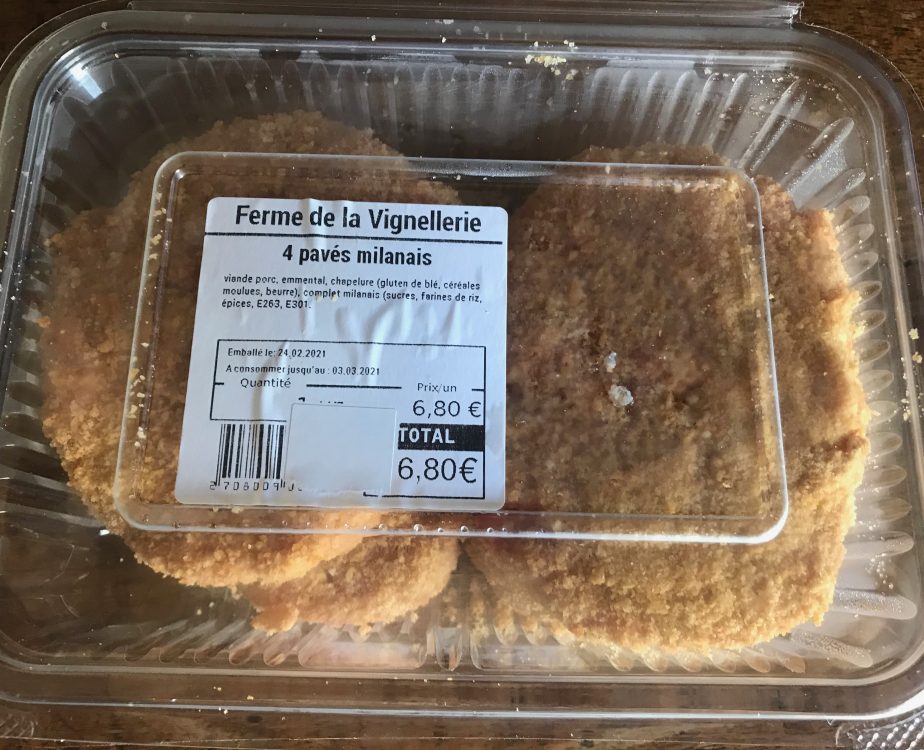 Ferme de la Vignellerie
4 pavés milanais
viande porc, emmental, chapelure (gluten de blé, céréales
moulues, beurre), complet milanais (sucres, farines de riz,
épices, E263, E301.
Emballé le: 24.02.2021
A consommer jusqu'au : 03.03.2021
Quantité Prix/un
6,80 €
TOTAL
6,80€
2 708009